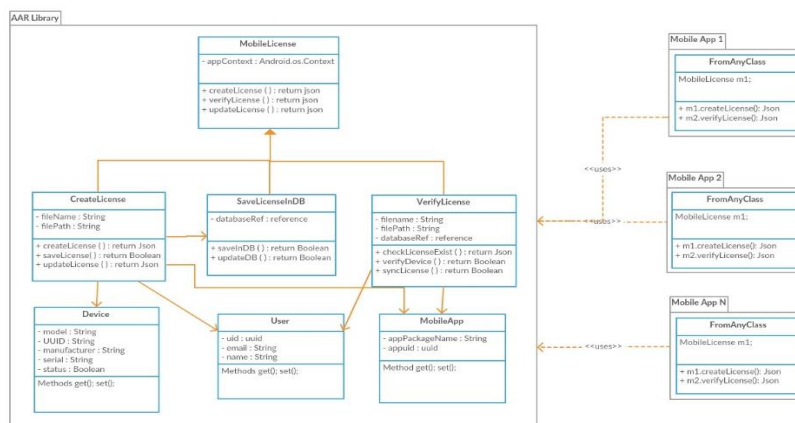 AAR Library
MobileLicense
- appContext : Android.os.Context
+ createLicense ( ) : return json
+ verifyLicense ( ) : return json
+ updateLicense ( ) : return json
CreateLicense
- fileName : String
- filePath : String
+ createLicense ( ) : return Json
+ saveLicense( ) : return Boolean
+ updateLicense ( ) : return Json
SaveLicenseInDB
- databaseRef : reference
+ saveInDB ( ) : return Boolean
+ updateDB ( ) : return Boolean
VerifyLicense
- filename : String
- filePath : String
- databaseRef : reference
+ checkLicenseExist ( ) : return Json
+ verifyDevice ( ) : return Boolean
+ syncLicense ( ) : return Boolean
Device
- model : String
- UUID : String
- manufacturer : String
- serial : String
- status : Boolean
Methods get(); set();
User
- uid : uuid
- email : String
- name : String
Methods get(); set();
MobileApp
- appPackageName : String
- appuid : uuid
Method get(); set();
Mobile App 1
FromAnyClass
MobileLicense m1;
+ m1.createLicense(): Json
+ m2.verifyLicense(): Json
<<uses>>
Mobile App 2
FromAnyClass
MobileLicense m1;
+ m1.createLicense(): Json
+ m2.verifyLicense(): Json
<<uses>>
Mobile App N
FromAnyClass
MobileLicense m1;
+ m1.createLicense(): Json
+ m2.verifyLicense(): Json
<<uses>>